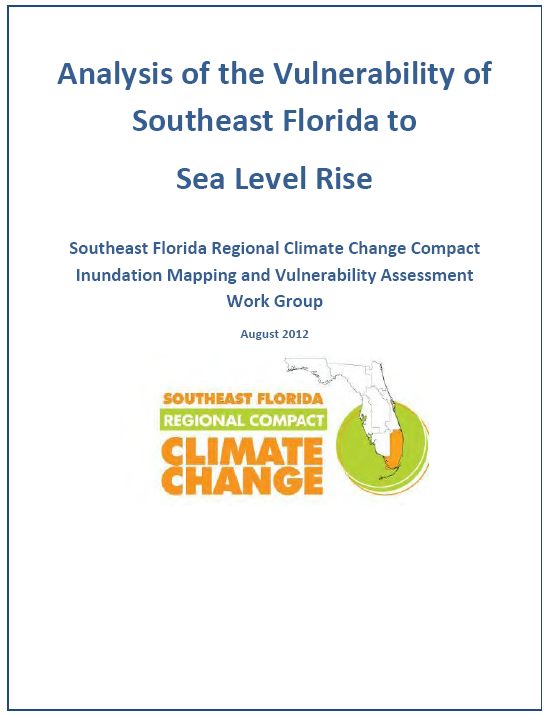 Analysis of the Vulnerability of
Southeast Florida to
Sea Level Rise
Southeast Florida Regional Climate Change Compact
Inundation Mapping and Vulnerability Assessment
Work Group
August 2012
SOUTHEAST FLORIDA
REGIONAL COMPACT
CLIMATE
CHANGE